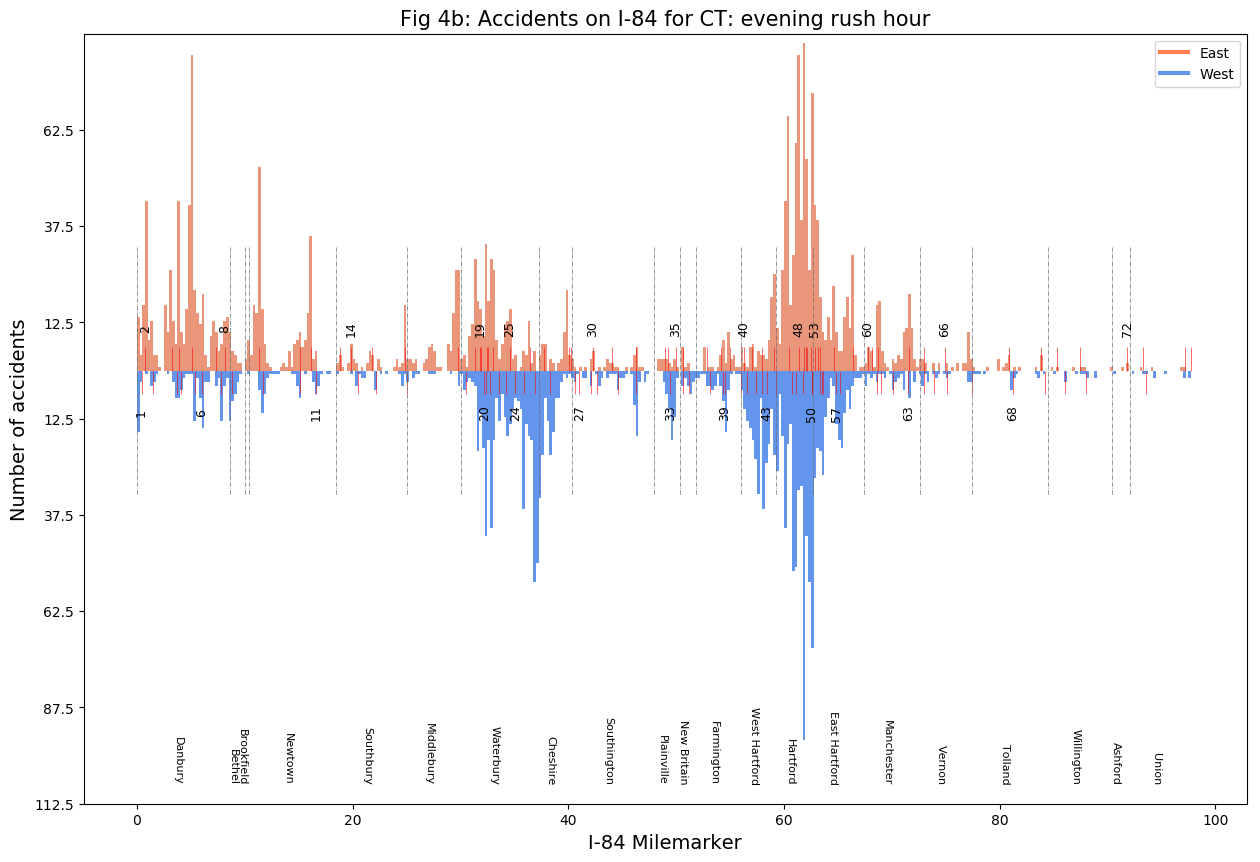 Fig 4b: Accidents on I-84 for CT: evening rush hour
East
West
Number of accidents
62.5
37.5
12.5
12.5
37.5
62.5
87.5
112.5
2
8
14
19
25
30
35
40
48
53
60
66
72
1
6
11
20
24
27
33
39
43
50
57
63
68
Danbury
Bethel
Brookfield
Newtown
Southbury
Middlebury
Waterbury
Cheshire
Southington
Plainville
New Britain
Farmington
West Hartford
Hartford
East Hartford
Manchester
Vernon
Tolland
Willington
Ashford
Union
0
20
40
60
80
100
I-84 Milemarker